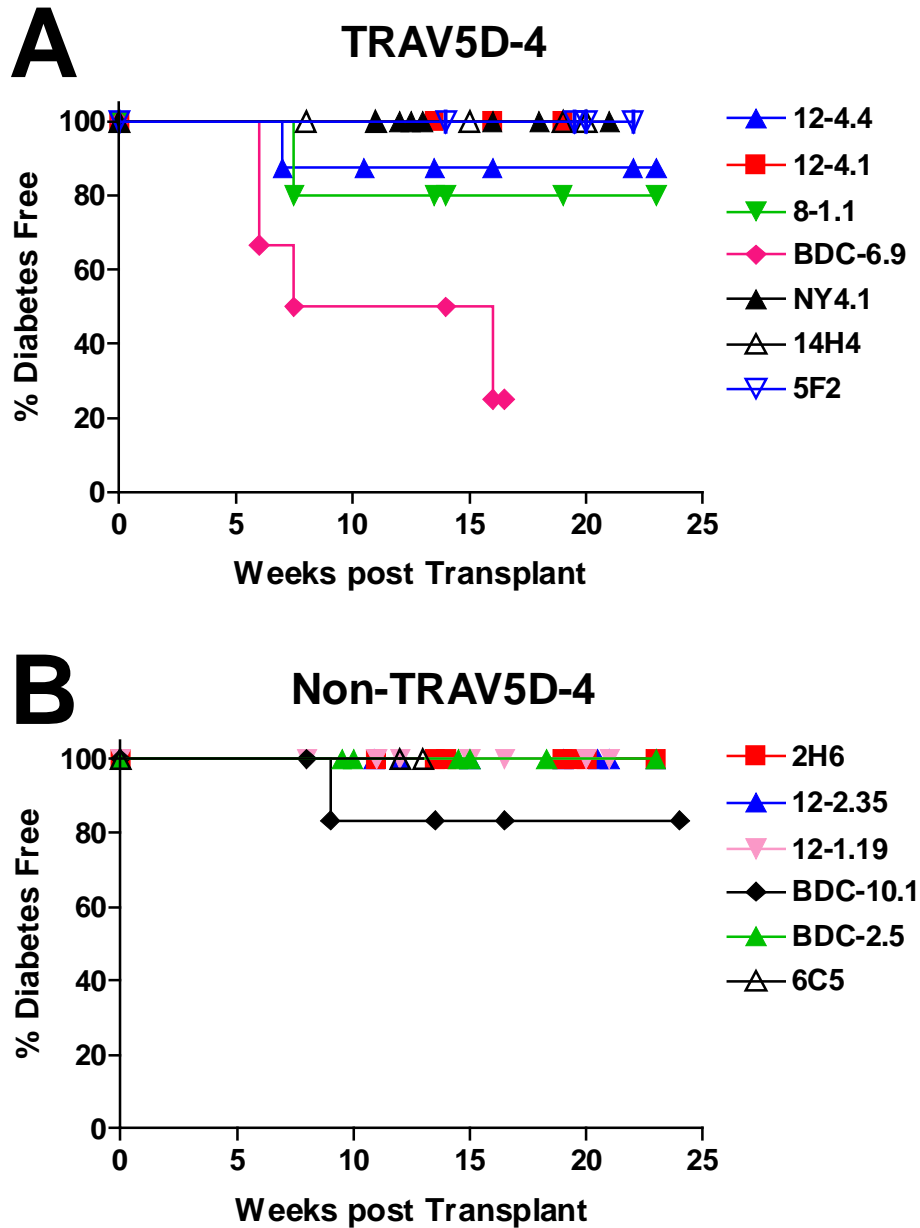 A
TRAV5D-4
100
80
60
40
20
0
% Diabetes Free
0 5 10 15 20 25
Weeks post Transplant
12-4.4
12-4.1
8-1.1
BDC-6.9
NY4.1
14H4
5F2
B
Non-TRAV5D-4
100
80
60
40
20
0
% Diabetes Free
0 5 10 15 20 25
Weeks post Transplant
2H6
12-2.35
12-1.19
BDC-10.1
BDC-2.5
6C5